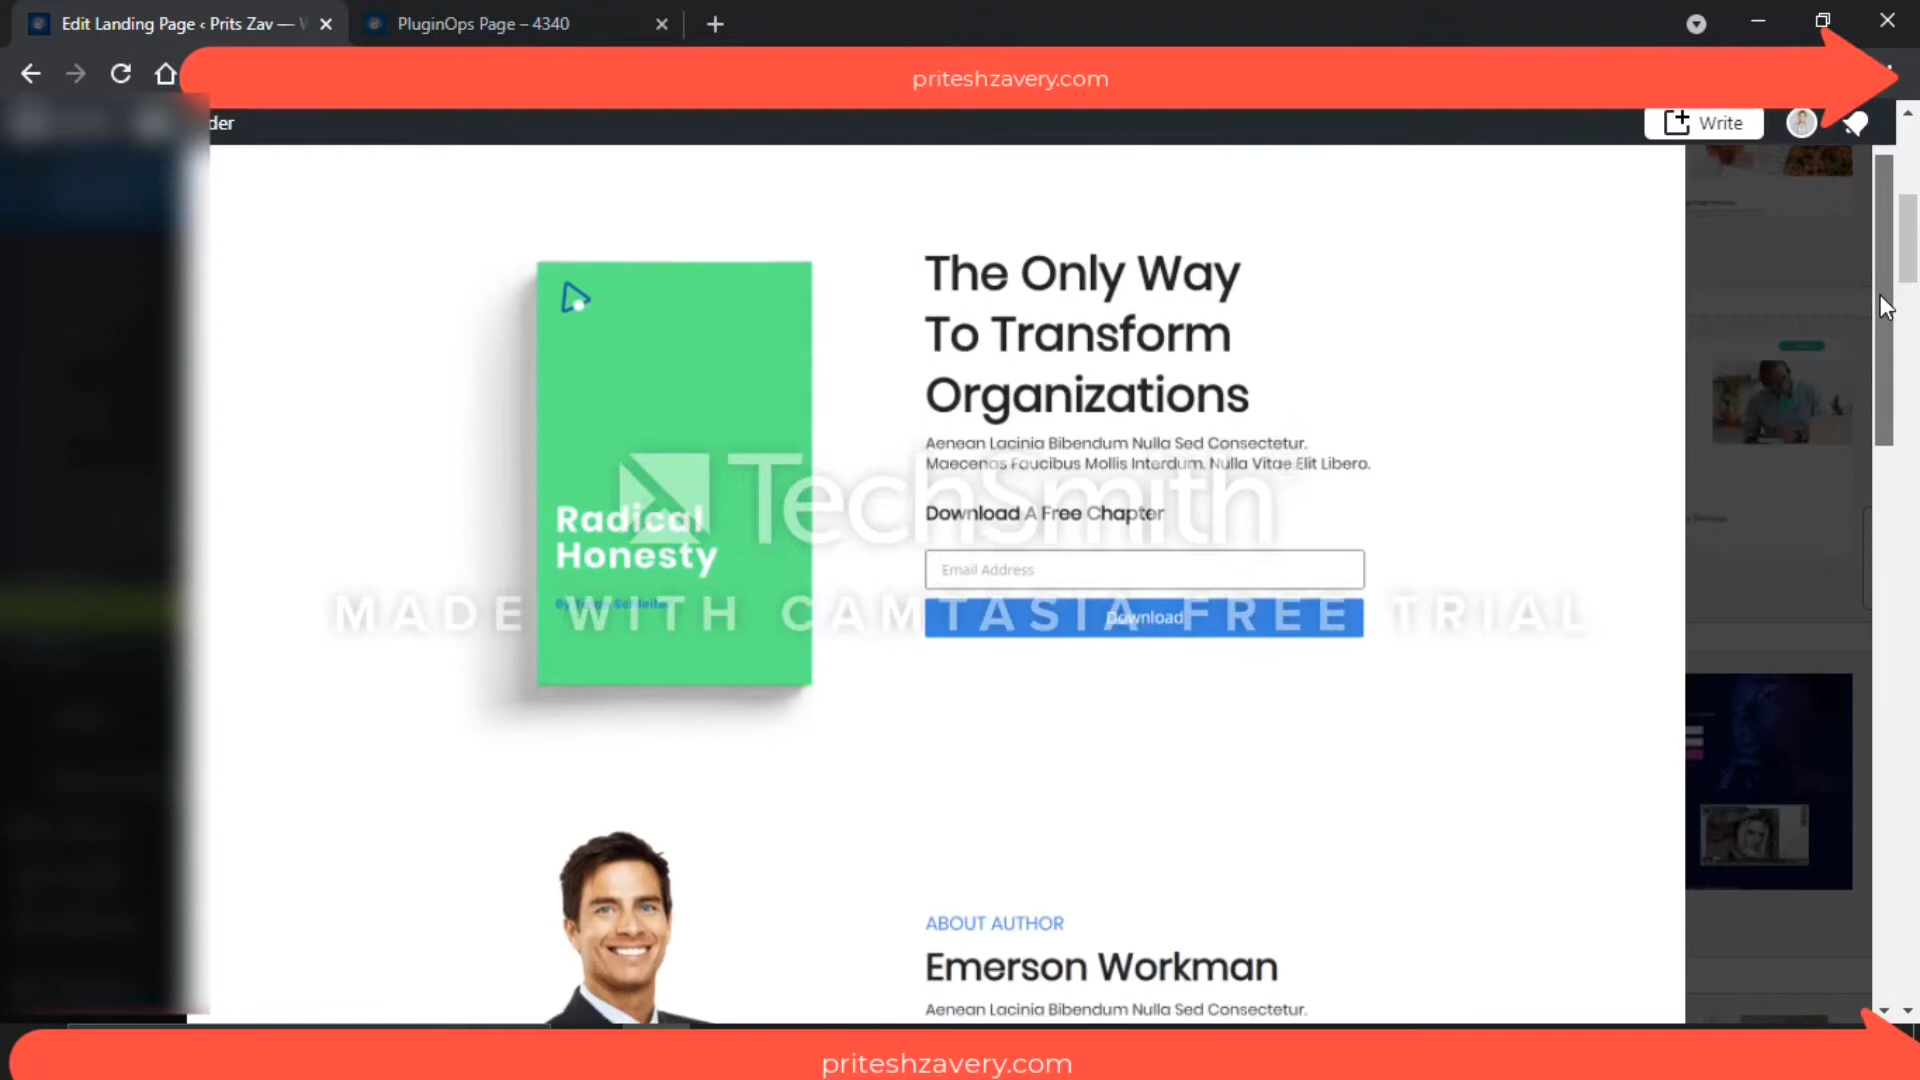 Edit Landing Page ‹ Prits Zav —
PluginOps Page – 4340
priteshzavery.com
der
Write
The Only Way
To Transform
Organizations
Aenean Lacinia Bibendum Nulla Sed Consectetur.
Maecenas Faucibus Mollis Interdum. Nulla Vitae Elit Libero.
TechSmith
Download A Free Chapter
Radical
Honesty
Email Address
By
MADE WITH CAMTASIA FREE TRIAL
Download
ABOUT AUTHOR
Emerson Workman
Aenean Lacinia Bibendum Nulla Sed Consectetur.
priteshzavery.com